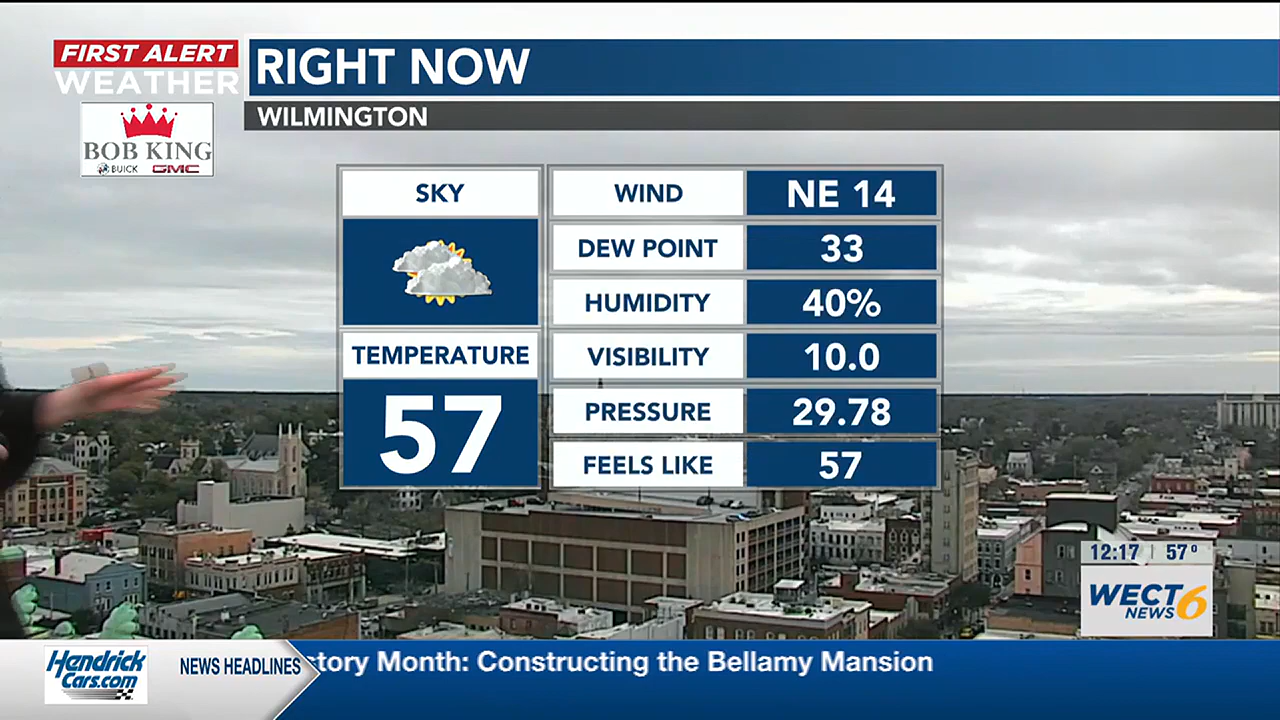 FIRST ALERT
WEATHER
RIGHT NOW
WILMINGTON
BOB KING
BUICK GMC
SKY
TEMPERATURE
57
WIND NE 14
DEW POINT 33
HUMIDITY 40%
VISIBILITY 10.0
PRESSURE 29.78
FEELS LIKE 57
12:17 57°
WECT 6
NEWS
Hendrick
Cars.com
NEWS HEADLINES
story Month: Constructing the Bellamy Mansion